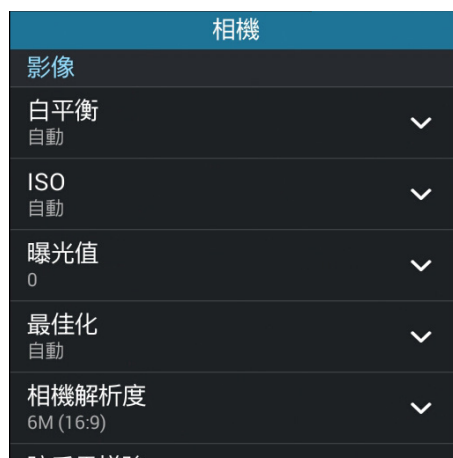 相機
影像
白平衡
自動
ISO
自動
曝光值
0
最佳化
自動
相機解析度
6M (16:9)